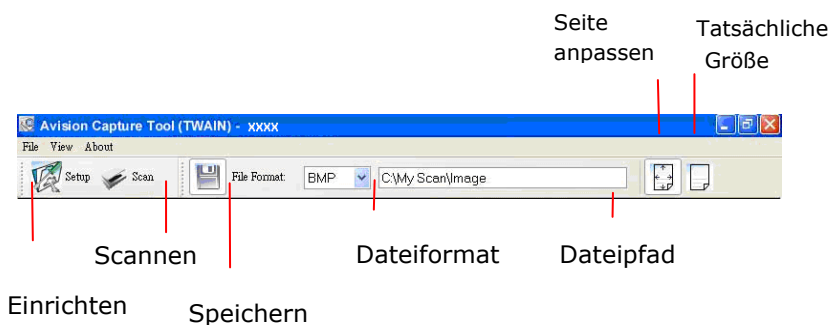 Seite
anpassen
Tatsächliche
Größe
Avision Capture Tool (TWAIN) - xxxx
File View About
Setup Scan File Format: BMP C:\My Scan\Image
Scannen
Dateiformat
Dateipfad
Einrichten
Speichern